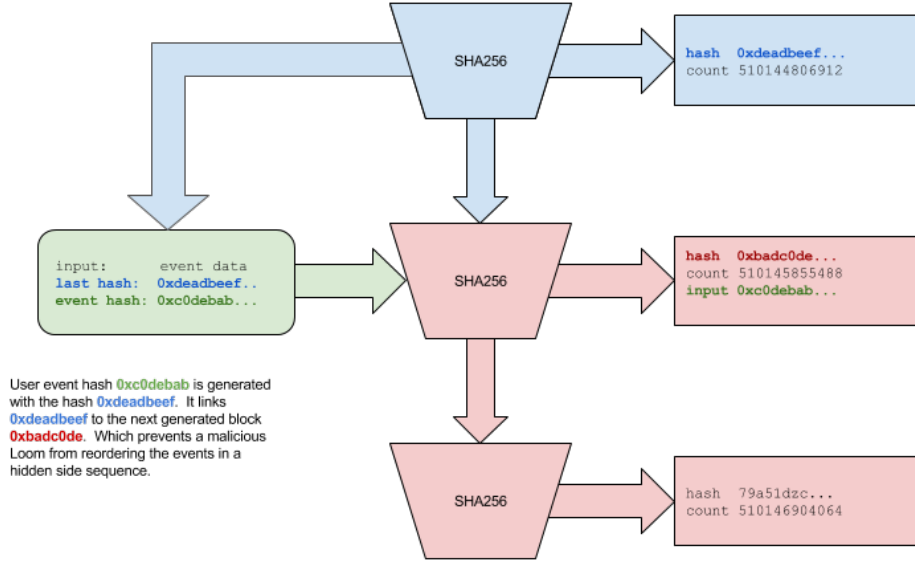 SHA256
hash 0xdeadbeef...
count 510144806912
input: event data
last hash: 0xdeadbeef..
event hash: 0xc0debab...
SHA256
hash 0xbadc0de...
count 510145855488
input 0xc0debab...
User event hash 0xc0debab is generated
with the hash 0xdeadbeef. It links
0xdeadbeef to the next generated block
0xbadc0de. Which prevents a malicious
Loom from reordering the events in a
hidden side sequence.
SHA256
hash 79a51dzc...
count 510146904064